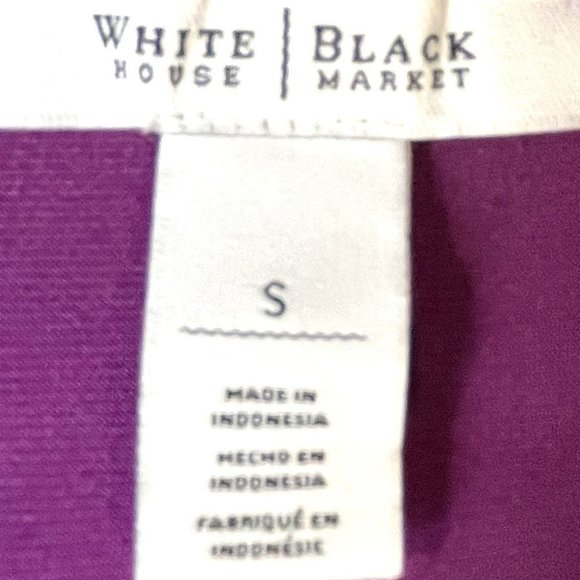 WHITE | BLACK
HOUSE | MARKET
S
MADE IN
INDONESIA
HECHO EN
INDONESIA
FABRIQUÉ EN
INDONÉSIE